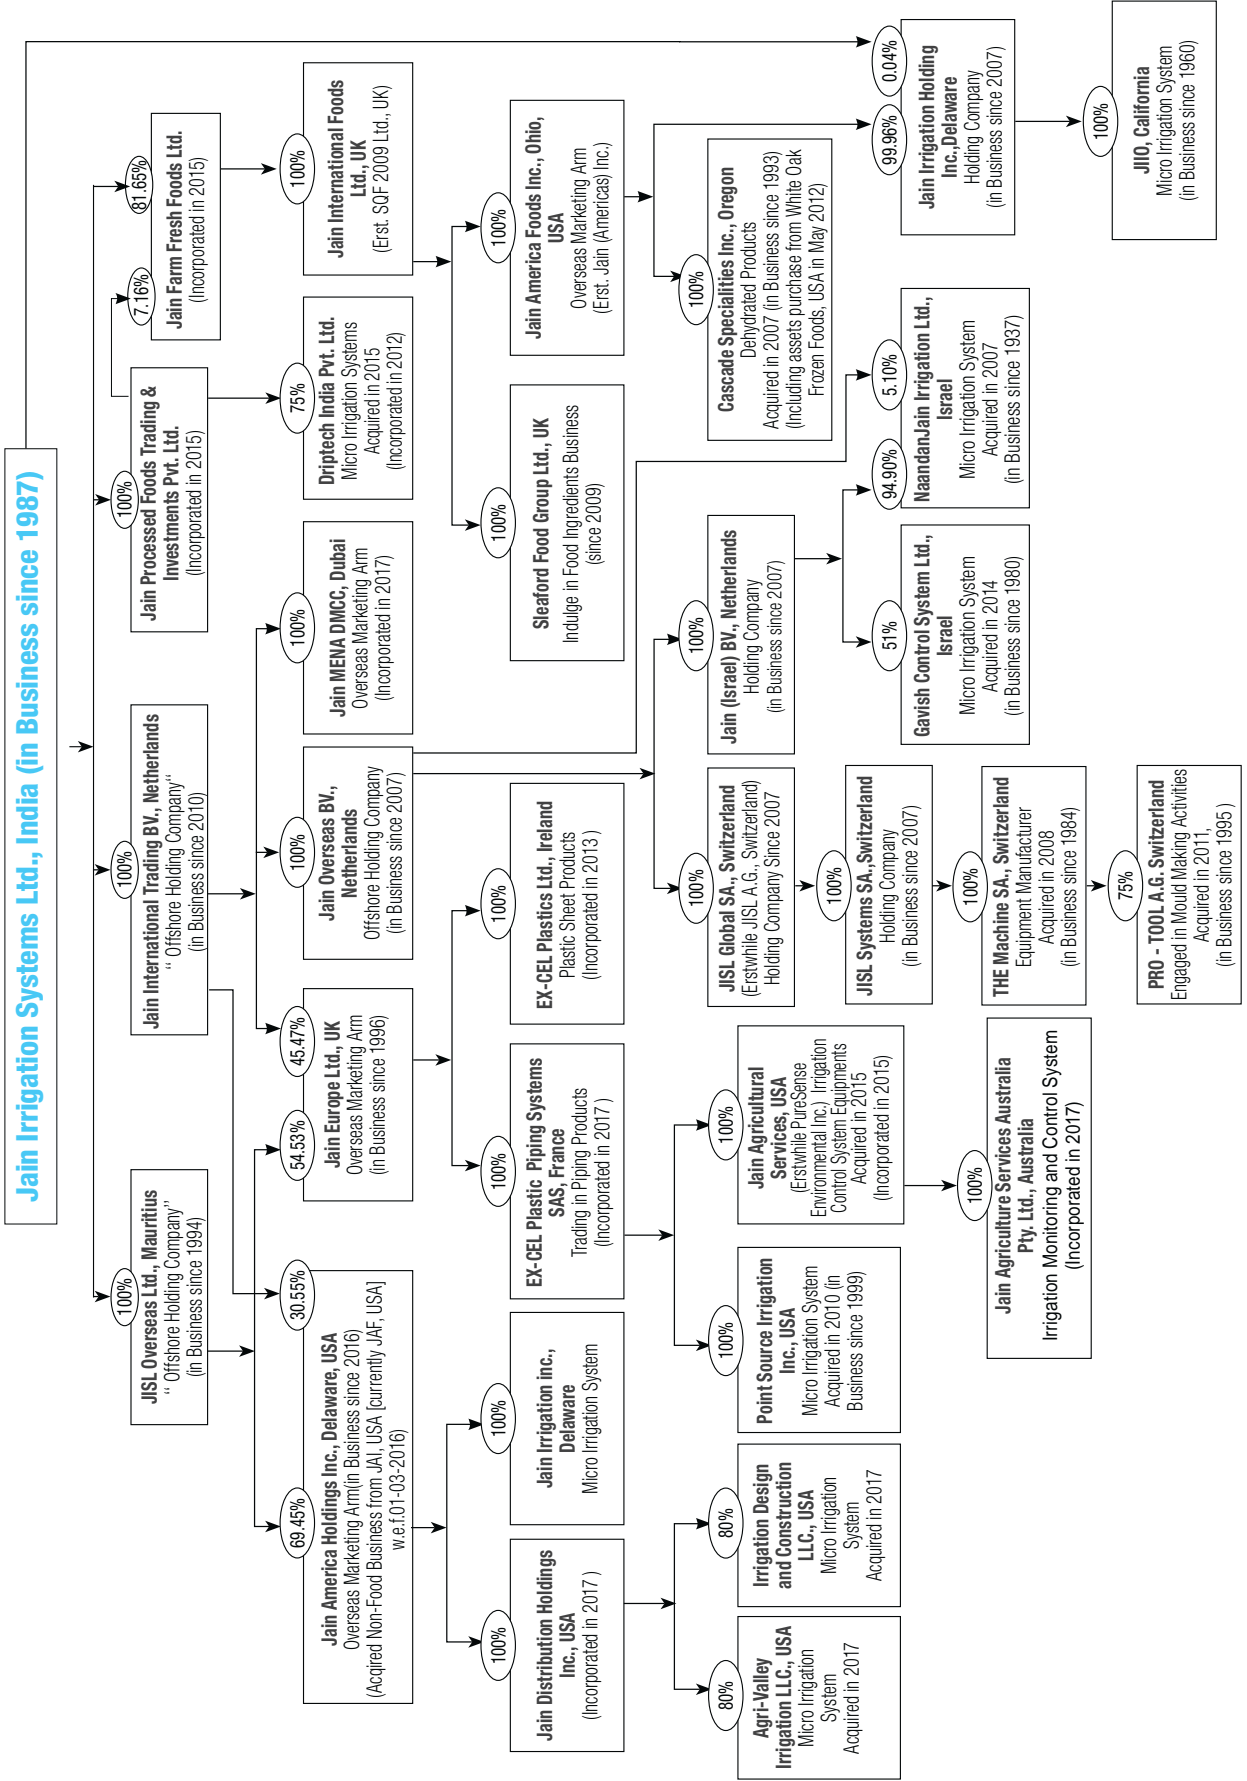 Jain Irrigation Systems Ltd., India (in Business since 1987)
100%
JISL Overseas Ltd., Mauritius
“ Offshore Holding Company”
(in Business since 1994)
100%
Jain International Trading BV., Netherlands
“ Offshore Holding Company“
(in Business since 2010)
100%
Jain Processed Foods Trading &
Investments Pvt. Ltd.
(Incorporated in 2015)
7.16%
81.65%
Jain Farm Fresh Foods Ltd.
(Incorporated in 2015)
69.45%
30.55%
Jain America Holdings Inc., Delaware, USA
Overseas Marketing Arm(in Business since 2016)
(Acqired Non-Food Business from JAI, USA [currently JAF, USA]
w.e.f.01-03-2016)
54.53%
45.47%
Jain Europe Ltd., UK
Overseas Marketing Arm
(in Business since 1996)
100%
Jain Overseas BV.,
Netherlands
Offshore Holding Company
(in Business since 2007)
100%
Jain MENA DMCC, Dubai
Overseas Marketing Arm
(Incorporated in 2017)
75%
Driptech India Pvt. Ltd.
Micro Irrigation Systems
Acquired in 2015
(Incorporated in 2012)
100%
Jain International Foods
Ltd., UK
(Erst. SQF 2009 Ltd., UK)
100%
Jain Distribution Holdings
Inc., USA
(Incorporated in 2017 )
100%
Jain Irrigation inc.,
Delaware
Micro Irrigation System
100%
EX-CEL Plastic Piping Systems
SAS, France
Trading in Piping Products
(Incorporated in 2017 )
100%
EX-CEL Plastics Ltd., Ireland
Plastic Sheet Products
(Incorporated in 2013 )
100%
Sleaford Food Group Ltd., UK
Indulge in Food Ingredients Business
(since 2009)
100%
Jain America Foods Inc., Ohio,
USA
Overseas Marketing Arm
(Erst. Jain (Americas) Inc.)
80%
Agri-Valley
Irrigation LLC., USA
Micro Irrigation
System
Acquired in 2017
80%
Irrigation Design
and Construction
LLC., USA
Micro Irrigation
System
Acquired in 2017
100%
Point Source Irrigation
Inc., USA
Micro Irrigation System
Acquired in 2010 (in
Business since 1999)
100%
Jain Agricultural
Services, USA
(Erstwhile PureSense
Environmental Inc.) Irrigation
Control System Equipments
Acquired in 2015
(Incorporated in 2015)
100%
JISL Global SA., Switzerland
(Erstwhile JISL A.G., Switzerland)
Holding Company Since 2007
100%
Jain (Israel) BV., Netherlands
Holding Company
(in Business since 2007)
100%
Cascade Specialities Inc., Oregon
Dehydrated Products
Acquired in 2007 (in Business since 1993)
(Including assets purchase from White Oak
Frozen Foods, USA in May 2012)
100%
JISL Systems SA.,Switzerland
Holding Company
(in Business since 2007)
51%
Gavish Control System Ltd.,
Israel
Micro Irrigation System
Acquired in 2014
(in Business since 1980)
94.90%
5.10%
NaandanJain Irrigation Ltd.,
Israel
Micro Irrigation System
Acquired in 2007
(in Business since 1937)
99.96%
0.04%
Jain Irrigation Holding
Inc.,Delaware
Holding Company
(in Business since 2007)
100%
Jain Agriculture Services Australia
Pty. Ltd., Australia
Irrigation Monitoring and Control System
(Incorporated in 2017)
100%
THE Machine SA., Switzerland
Equipment Manufacturer
Acquired in 2008
(in Business since 1984)
75%
PRO - TOOL A.G. Switzerland
Engaged in Mould Making Activities
Acquired in 2011,
(in Business since 1995 )
100%
JIIO, California
Micro Irrigation System
(in Business since 1960)